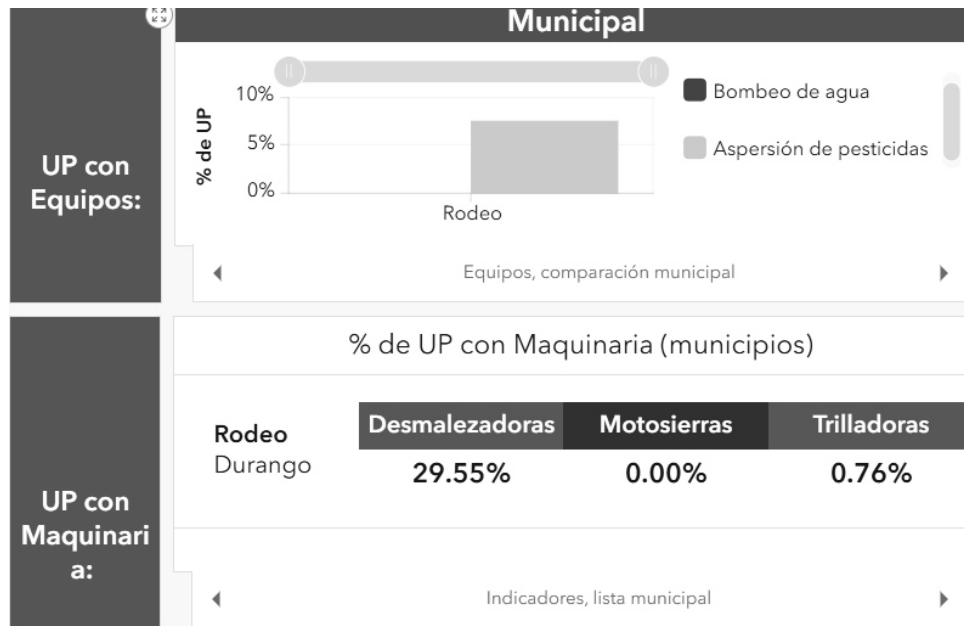 Municipal
UP con
Equipos:
% de UP
10%
5%
0%
Rodeo
Bombeo de agua
Aspersión de pesticidas
Equipos, comparación municipal
UP con
Maquinari
a:
% de UP con Maquinaria (municipios)
Desmalezadoras Motosierras Trilladoras
Rodeo
Durango
29.55% 0.00% 0.76%
Indicadores, lista municipal